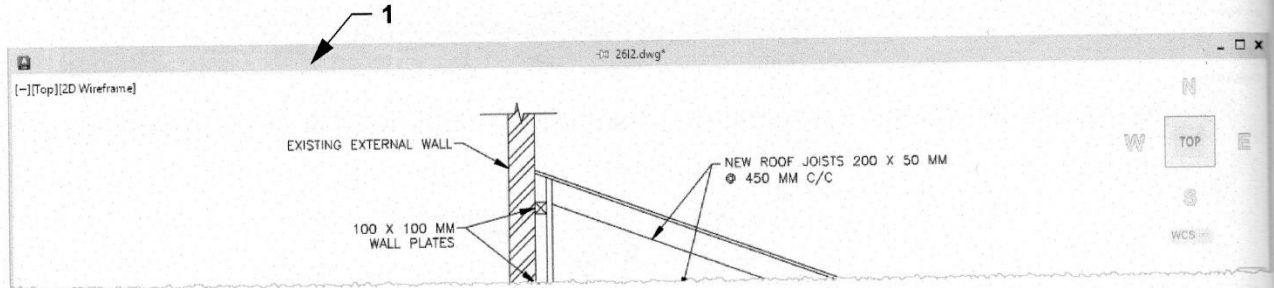 1
26I2.dwg*
[−][Top][2D Wireframe]
N
W TOP E
S
WCS
EXISTING EXTERNAL WALL
NEW ROOF JOISTS 200 X 50 MM
@ 450 MM C/C
100 X 100 MM
WALL PLATES